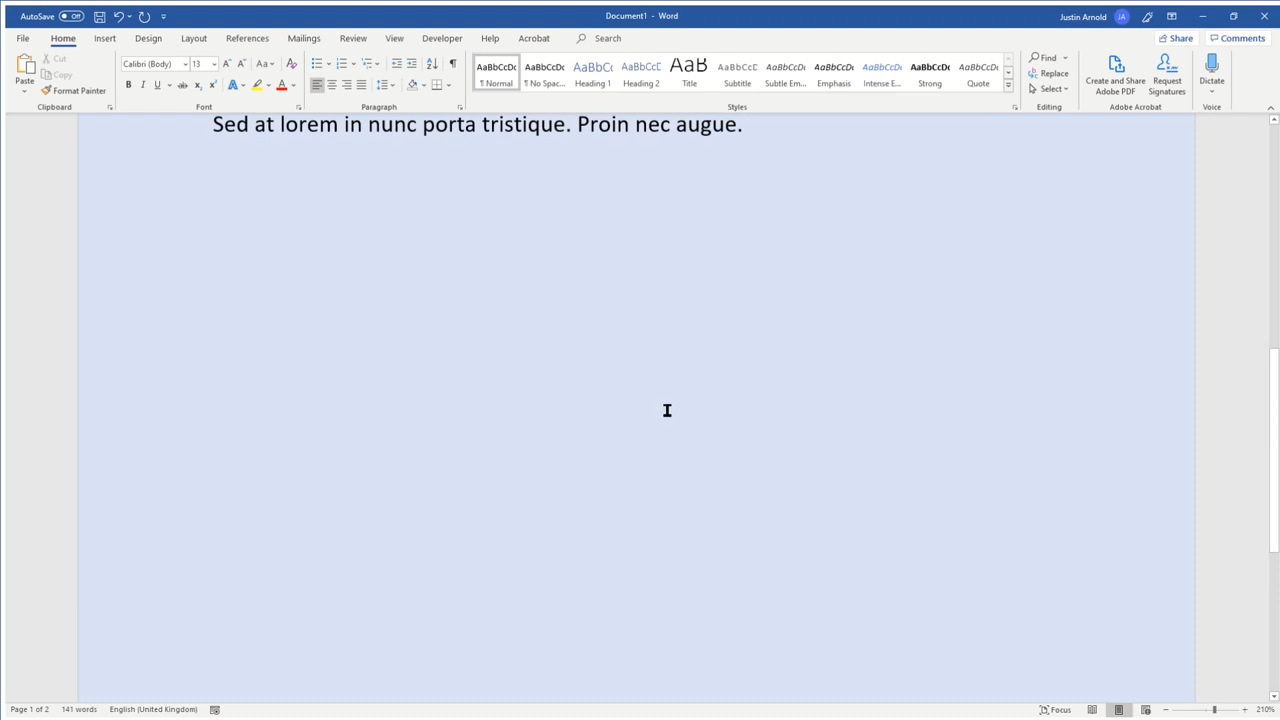 AutoSave Off Document1 - Word Justin Arnold JA
File Home Insert Design Layout References Mailings Review View Developer Help Acrobat Search Share Comments
Paste
Cut
Copy
Format Painter
Clipboard
Calibri (Body) 13
Font
Paragraph
AaBbCcDc AaBbCcDc AaBbCc AaBbCcD AaB AaBbCcD AaBbCcDc AaBbCcDc AaBbCcDc AaBbCcDc AaBbCcDc
¶ Normal ¶ No Spac... Heading 1 Heading 2 Title Subtitle Subtle Em... Emphasis Intense E... Strong Quote
Styles
Find
Replace
Select
Editing
Create and Share Adobe PDF
Request Signatures
Adobe Acrobat
Dictate
Voice
Sed at lorem in nunc porta tristique. Proin nec augue.
Page 1 of 2 141 words English (United Kingdom) Focus 210%